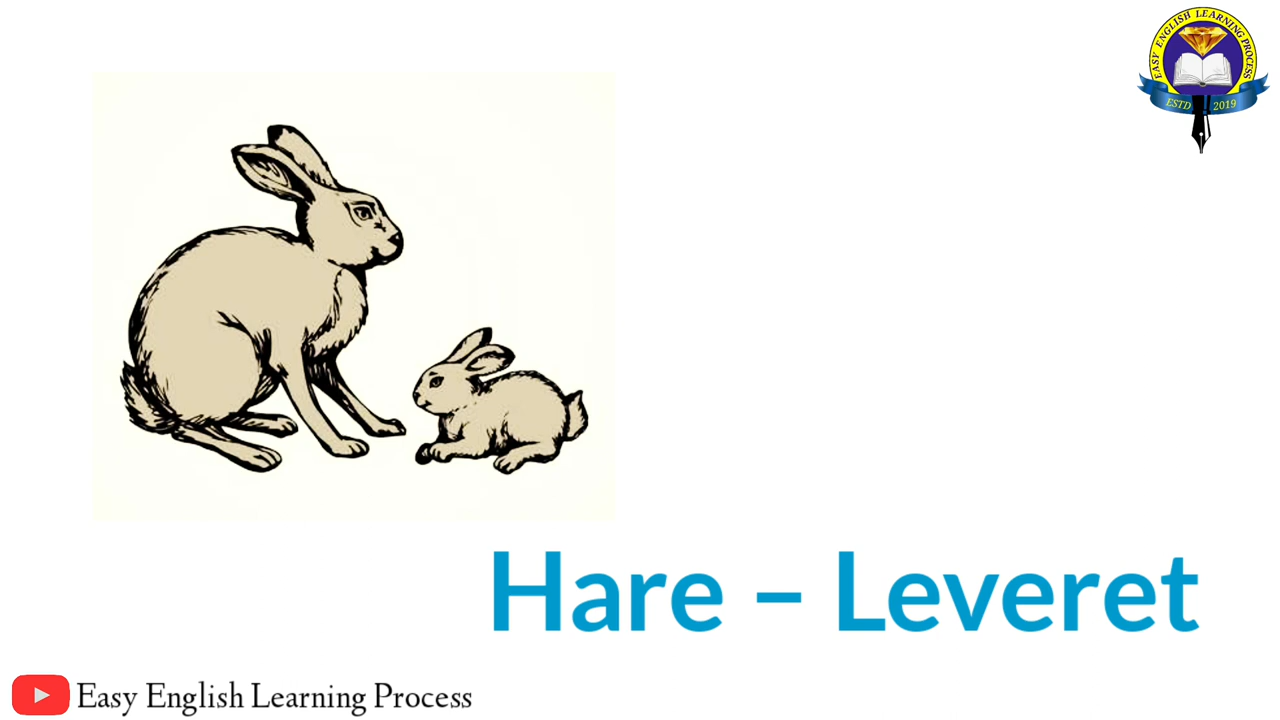 EASY ENGLISH LEARNING PROCESS
ESTD 2019
Hare – Leveret
Easy English Learning Process